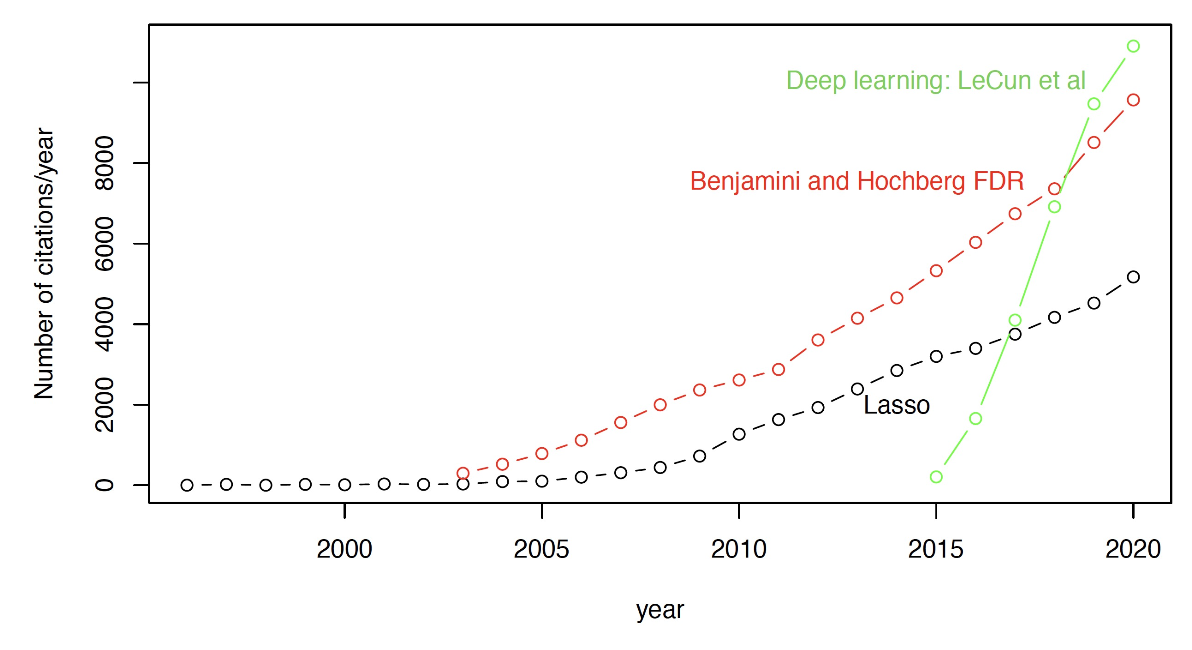 Deep learning: LeCun et al
Benjamini and Hochberg FDR
Lasso
Number of citations/year
8000
6000
4000
2000
0
2000 2005 2010 2015 2020
year